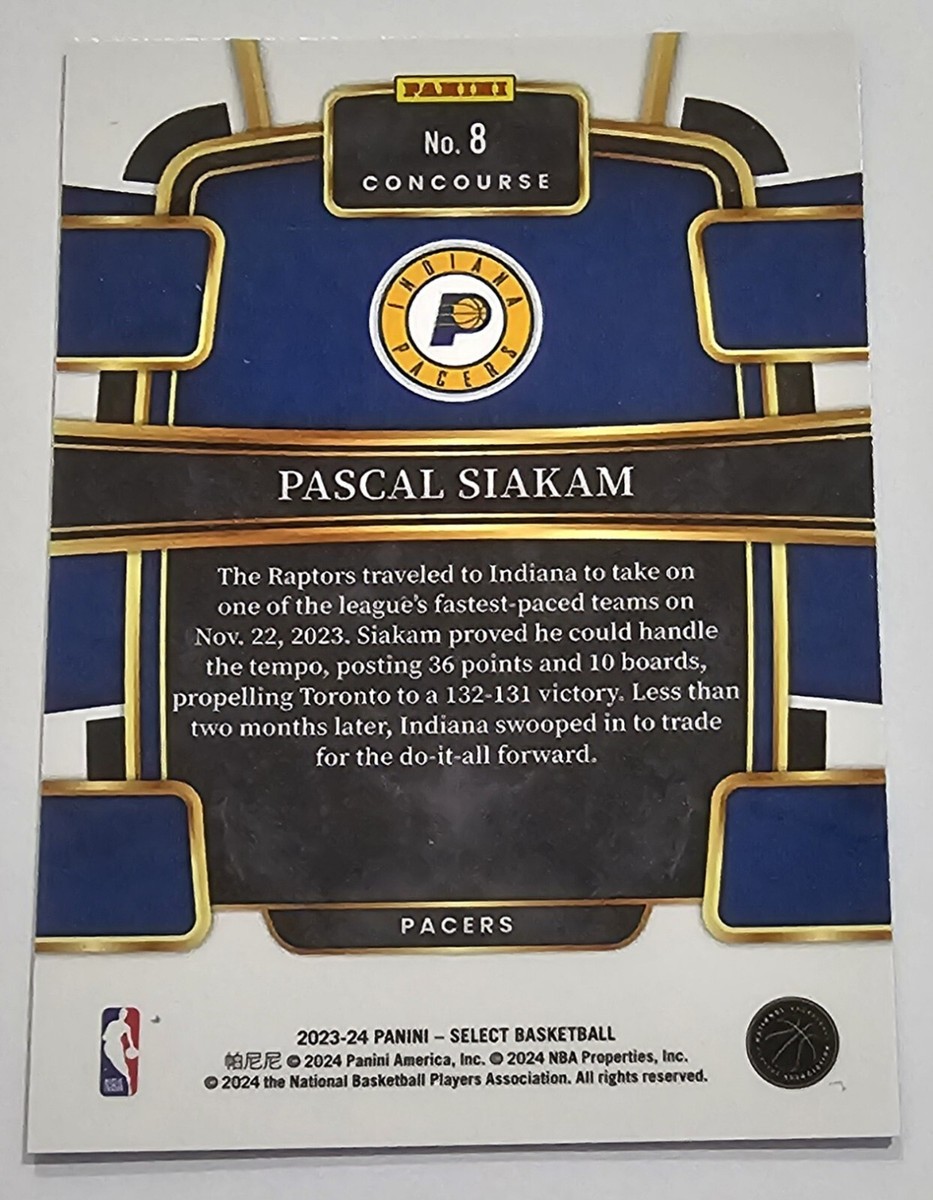 PANINI
No. 8
CONCOURSE
INDIANA
PACERS
PASCAL SIAKAM
The Raptors traveled to Indiana to take on
one of the league's fastest-paced teams on
Nov. 22, 2023. Siakam proved he could handle
the tempo, posting 36 points and 10 boards,
propelling Toronto to a 132-131 victory. Less than
two months later, Indiana swooped in to trade
for the do-it-all forward.
PACERS
2023-24 PANINI – SELECT BASKETBALL
帕尼尼 © 2024 Panini America, Inc. © 2024 NBA Properties, Inc.
© 2024 the National Basketball Players Association. All rights reserved.
NBA